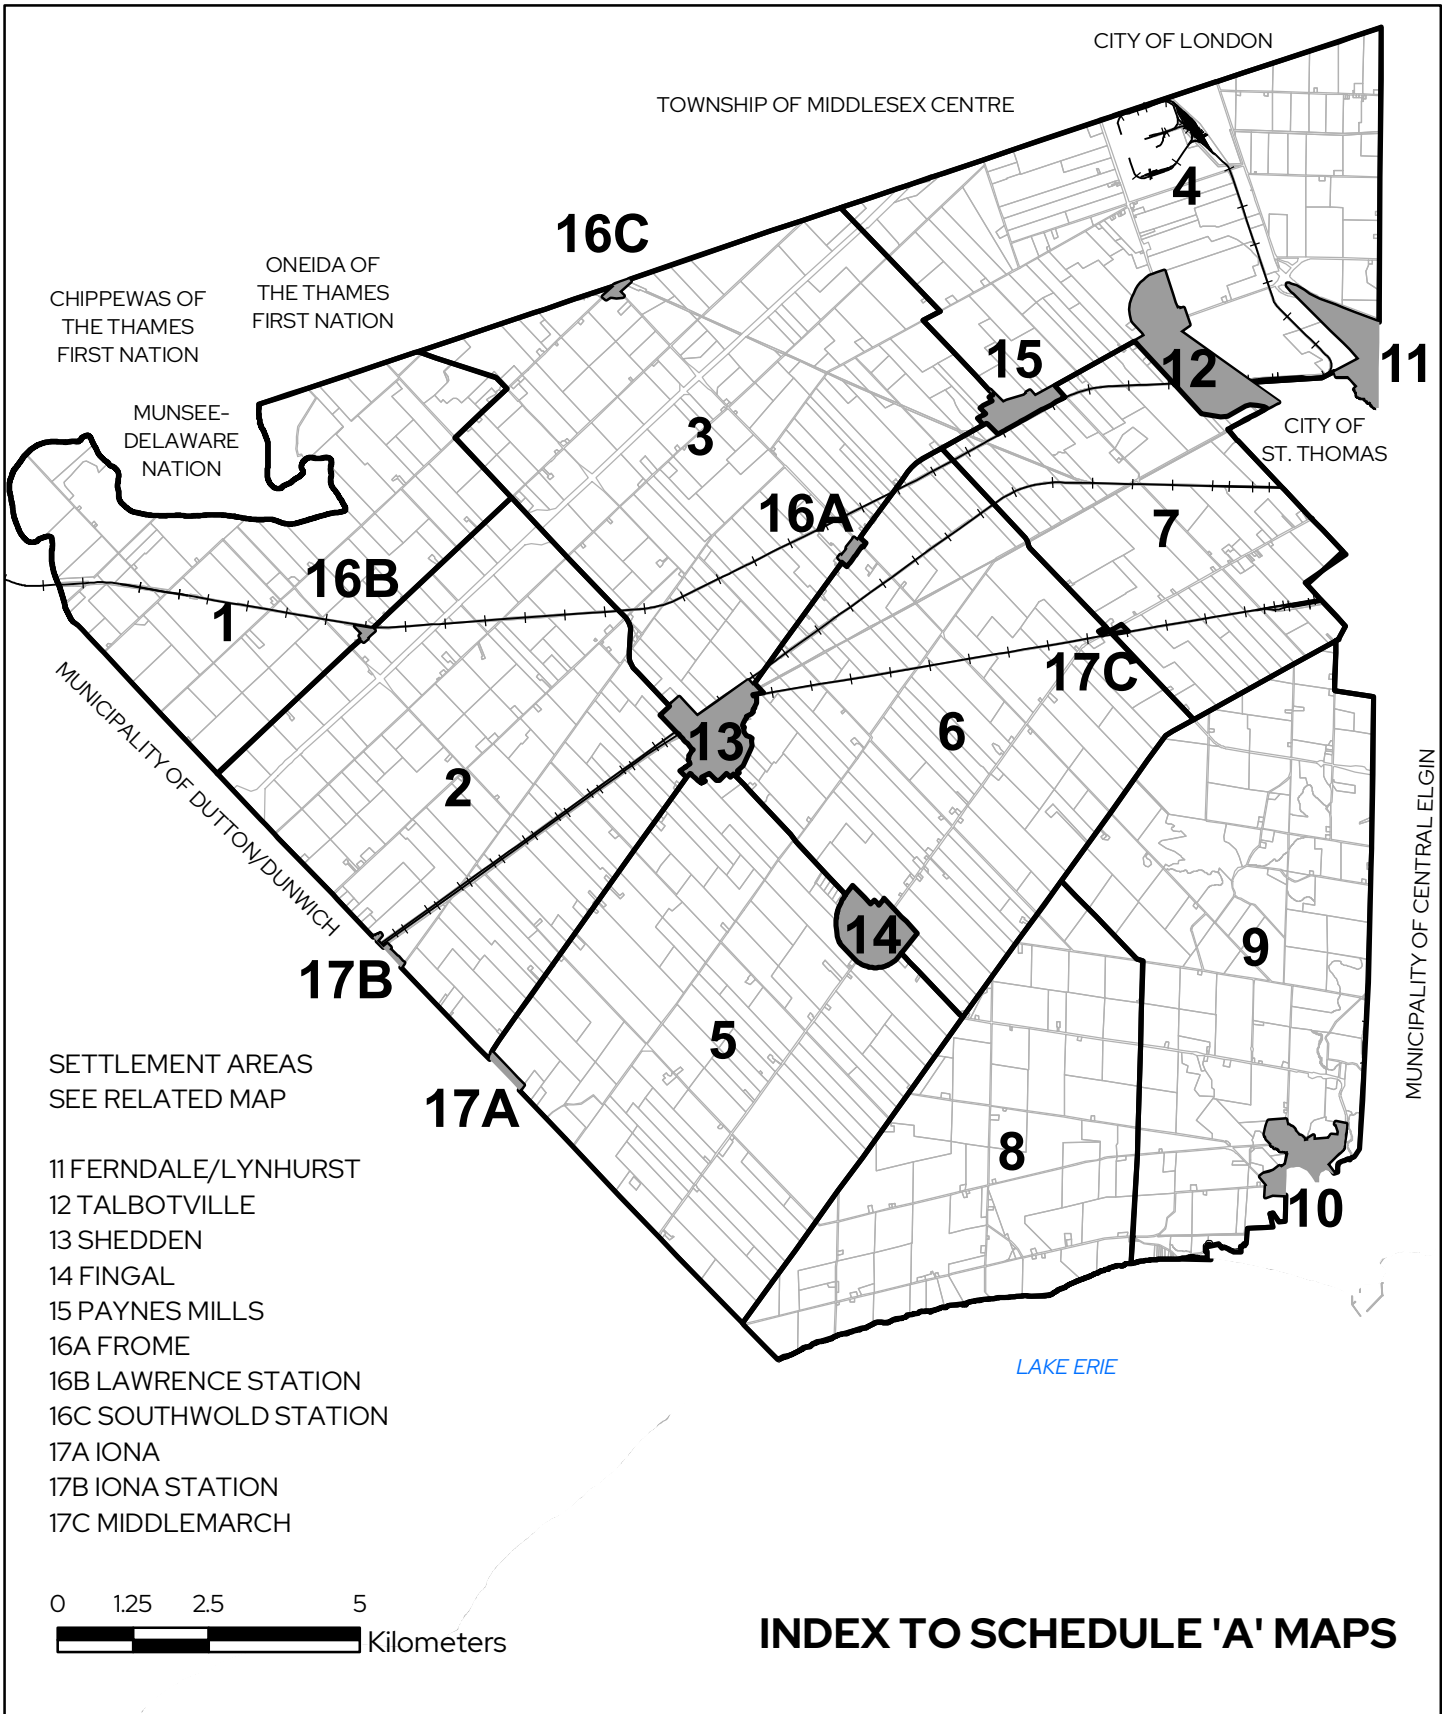 CITY OF LONDON
TOWNSHIP OF MIDDLESEX CENTRE
4
16C
ONEIDA OF
THE THAMES
FIRST NATION
CHIPPEWAS OF
THE THAMES
FIRST NATION
15
12
11
MUNSEE-
DELAWARE
NATION
3
CITY OF
ST. THOMAS
16A
7
16B
1
17C
MUNICIPALITY OF DUTTON/DUNWICH
13
6
2
MUNICIPALITY OF CENTRAL ELGIN
14
9
17B
5
17A
8
10
SETTLEMENT AREAS
SEE RELATED MAP
11 FERNDALE/LYNHURST
12 TALBOTVILLE
13 SHEDDEN
14 FINGAL
15 PAYNES MILLS
16A FROME
16B LAWRENCE STATION
16C SOUTHWOLD STATION
17A IONA
17B IONA STATION
17C MIDDLEMARCH
LAKE ERIE
0 1.25 2.5 5
Kilometers
INDEX TO SCHEDULE 'A' MAPS